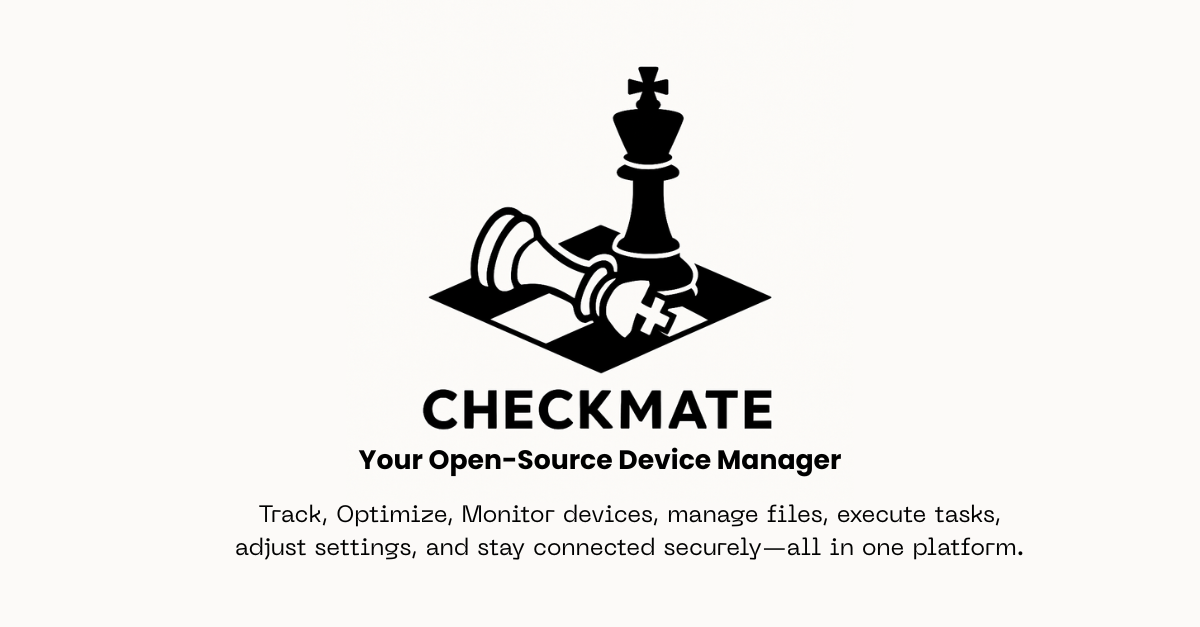 CHECKMATE
Your Open-Source Device Manager
Track, Optimize, Monitor devices, manage files, execute tasks,
adjust settings, and stay connected securely—all in one platform.